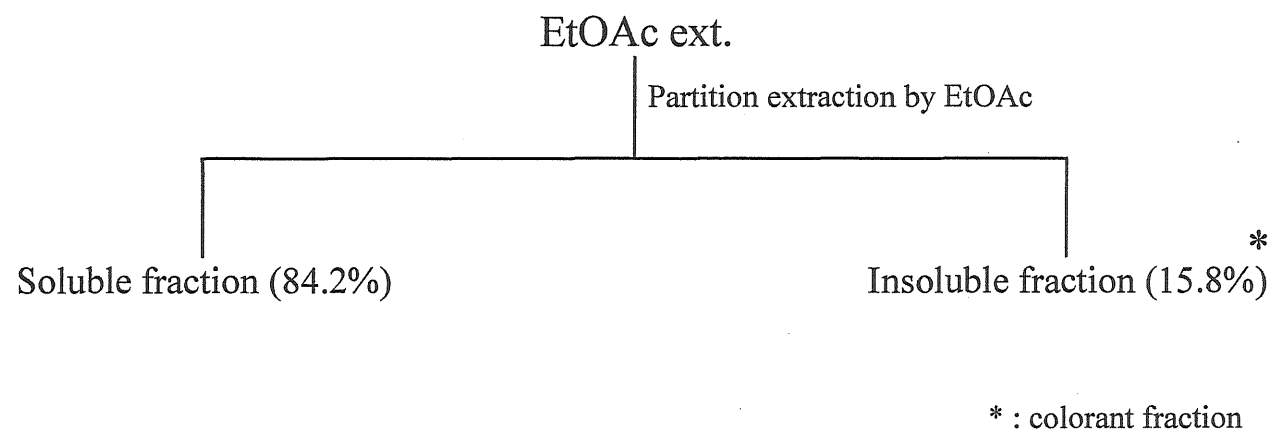 EtOAc ext.
Partition extraction by EtOAc
*
Soluble fraction (84.2%)
Insoluble fraction (15.8%)
* : colorant fraction